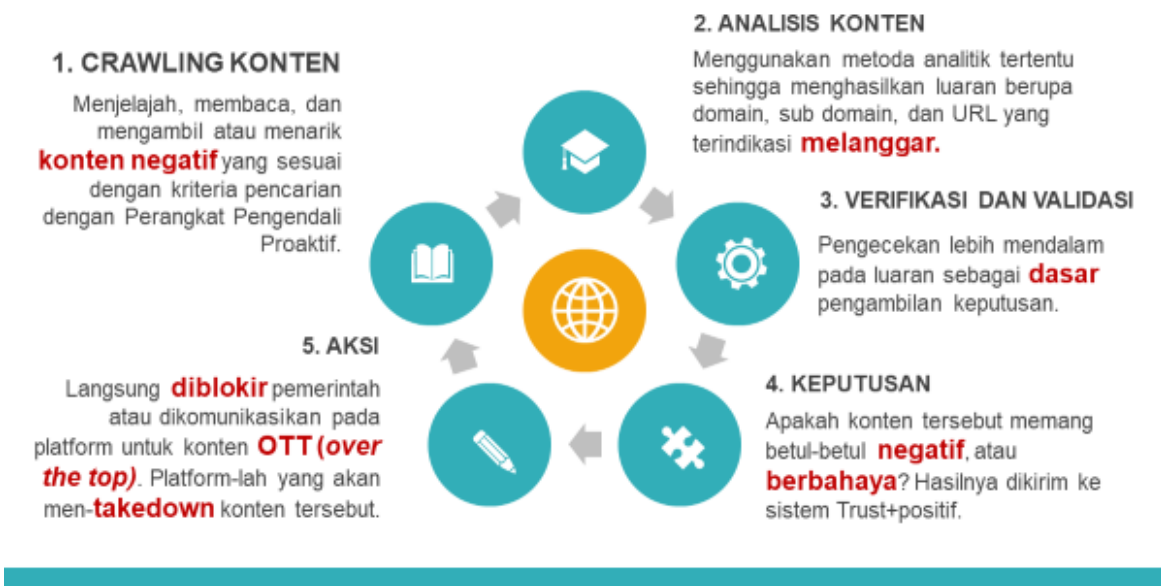 1. CRAWLING KONTEN
Menjelajah, membaca, dan
mengambil atau menarik
konten negatif yang sesuai
dengan kriteria pencarian
dengan Perangkat Pengendali
Proaktif.
2. ANALISIS KONTEN
Menggunakan metoda analitik tertentu
sehingga menghasilkan luaran berupa
domain, sub domain, dan URL yang
terindikasi melanggar.
3. VERIFIKASI DAN VALIDASI
Pengecekan lebih mendalam
pada luaran sebagai dasar
pengambilan keputusan.
4. KEPUTUSAN
Apakah konten tersebut memang
betul-betul negatif, atau
berbahaya? Hasilnya dikirim ke
sistem Trust+positif.
5. AKSI
Langsung diblokir pemerintah
atau dikomunikasikan pada
platform untuk konten OTT (over
the top). Platform-lah yang akan
men-takedown konten tersebut.